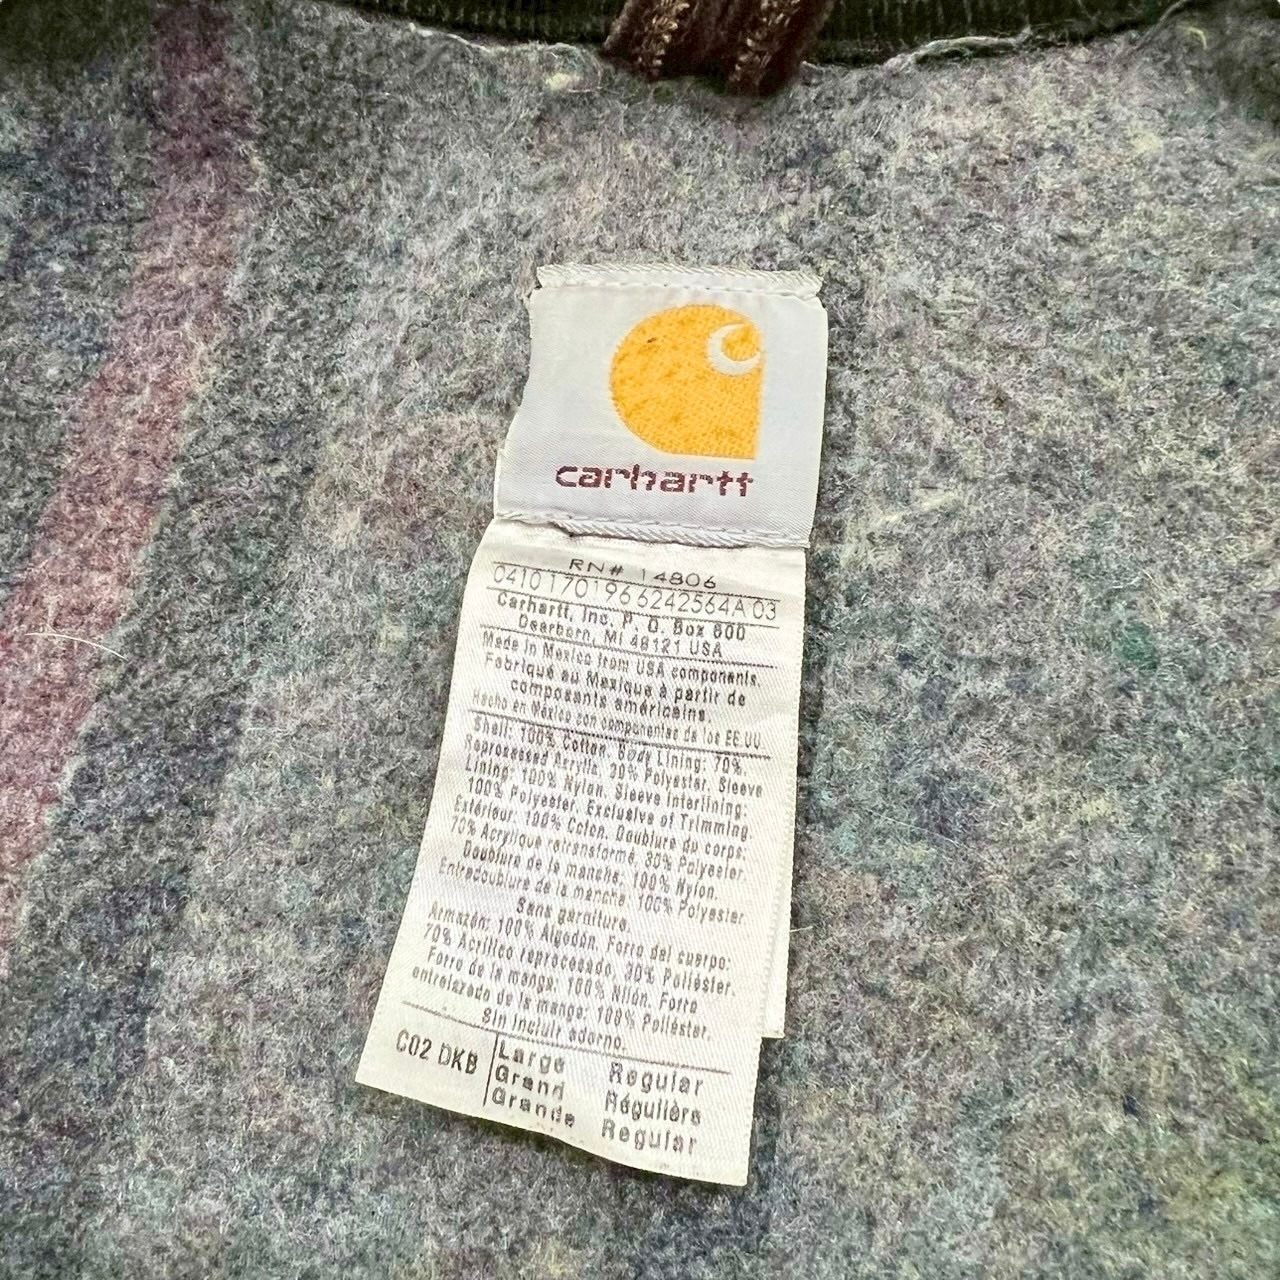 carhartt
RN# 14806
0410170196 6242564A 03
Carhartt, Inc. P. O. Box 600
Dearborn, MI 48121 USA
Made in Mexico from USA components.
Fabriqué au Mexique à partir de
composants américains.
Hecho en México con componentes de los EE.UU.
Shell: 100% Cotton. Body Lining: 70%.
Reprocessed Acrylic, 30% Polyester. Sleeve
Lining: 100% Nylon. Sleeve Interlining:
100% Polyester. Exclusive of Trimming.
Extérieur: 100% Coton. Doublure du corps:
70% Acrylique retransformé, 30% Polyester.
Doublure de la manche: 100% Nylon.
Entredoublure de la manche: 100% Polyester.
Sans garniture.
Armazón: 100% Algodón. Forro del cuerpo:
70% Acrílico reprocesado, 30% Poliéster.
Forro de la manga: 100% Nilón. Forro
entrelazado de la manga: 100% Poliéster.
Sin incluir adorno.
C02 DKB Large Regular
Grand Régulière
Grande Regular